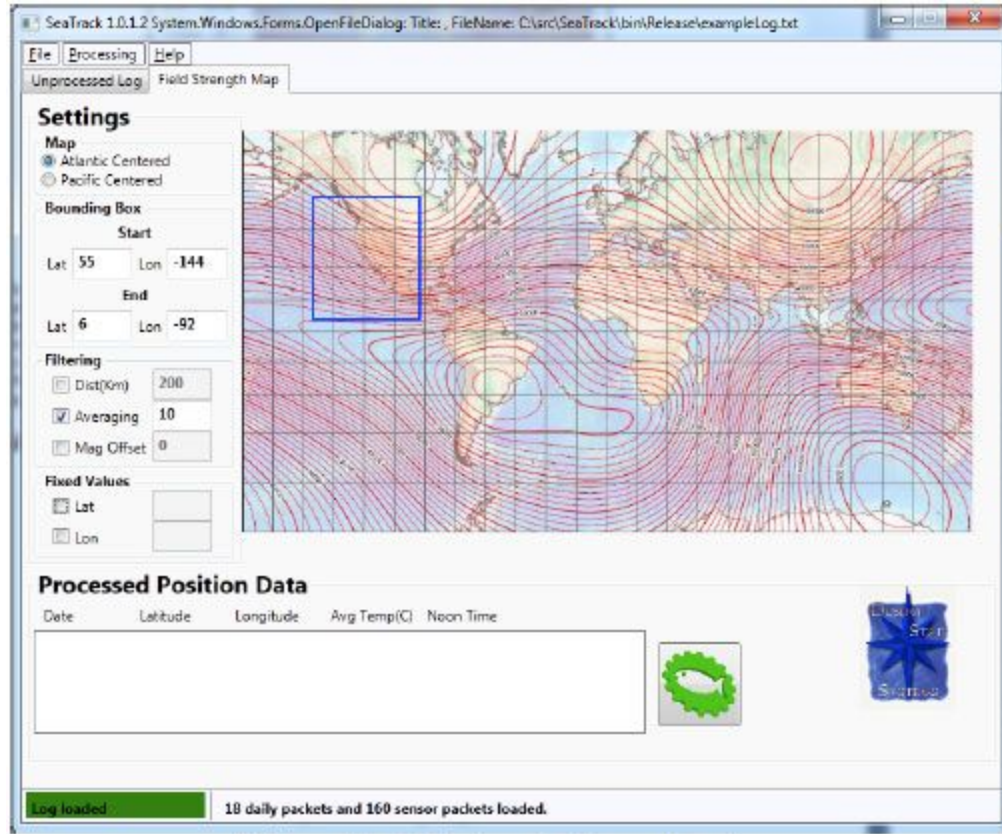 SeaTrack 1.0.1.2 System.Windows.Forms.OpenFileDialog: Title: , FileName: C:\src\SeaTrack\bin\Release\exampleLog.txt
File Processing Help
Unprocessed Log Field Strength Map
Settings
Map
Atlantic Centered
Pacific Centered
Bounding Box
Start
Lat 55 Lon -144
End
Lat 6 Lon -92
Filtering
Dist(Km) 200
Averaging 10
Mag Offset 0
Fixed Values
Lat
Lon
Processed Position Data
Date Latitude Longitude Avg Temp(C) Noon Time
Star
Log loaded 18 daily packets and 160 sensor packets loaded.